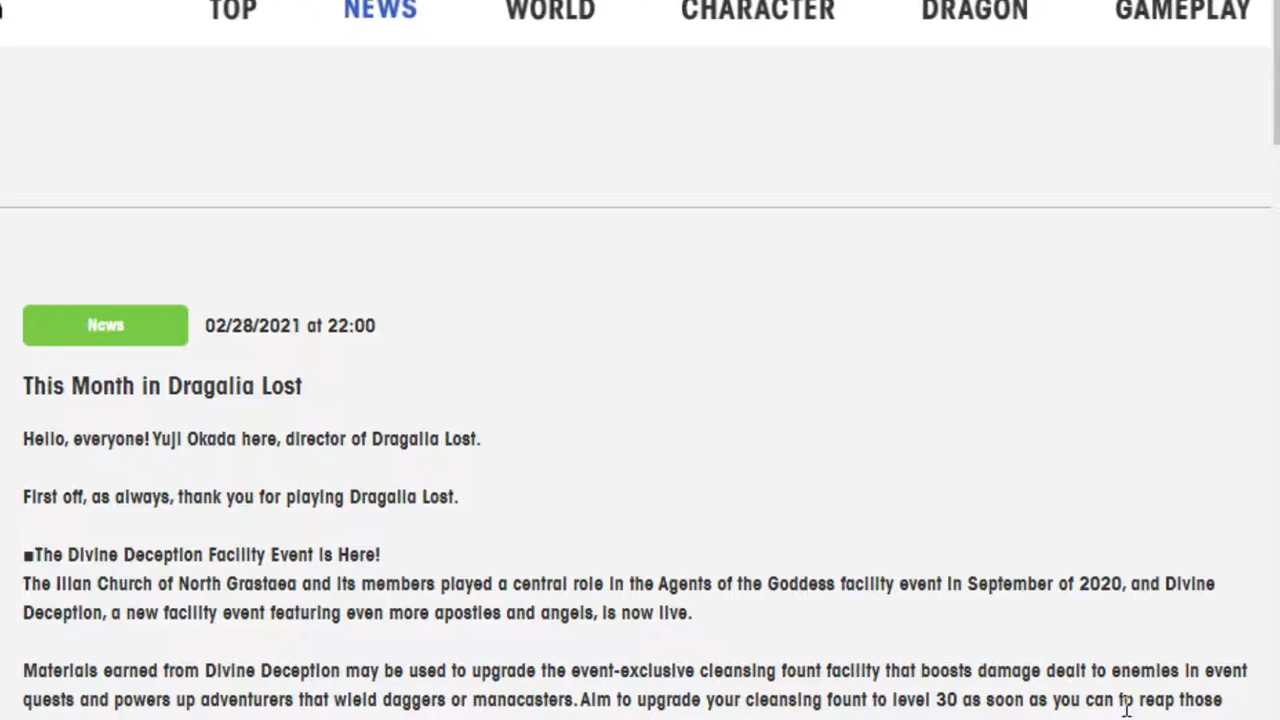 TOP NEWS WORLD CHARACTER DRAGON GAMEPLAY
News 02/28/2021 at 22:00
This Month in Dragalia Lost
Hello, everyone! Yuji Okada here, director of Dragalia Lost.
First off, as always, thank you for playing Dragalia Lost.
■The Divine Deception Facility Event Is Here!
The Ilian Church of North Grastaea and its members played a central role in the Agents of the Goddess facility event in September of 2020, and Divine
Deception, a new facility event featuring even more apostles and angels, is now live.
Materials earned from Divine Deception may be used to upgrade the event-exclusive cleansing fount facility that boosts damage dealt to enemies in event
quests and powers up adventurers that wield daggers or manacasters. Aim to upgrade your cleansing fount to level 30 as soon as you can to reap those